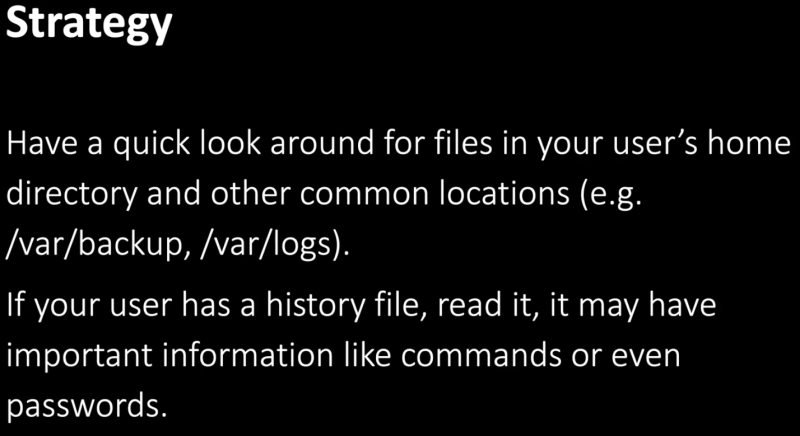 Strategy
Have a quick look around for files in your user’s home
directory and other common locations (e.g.
/var/backup, /var/logs).
If your user has a history file, read it, it may have
important information like commands or even
passwords.